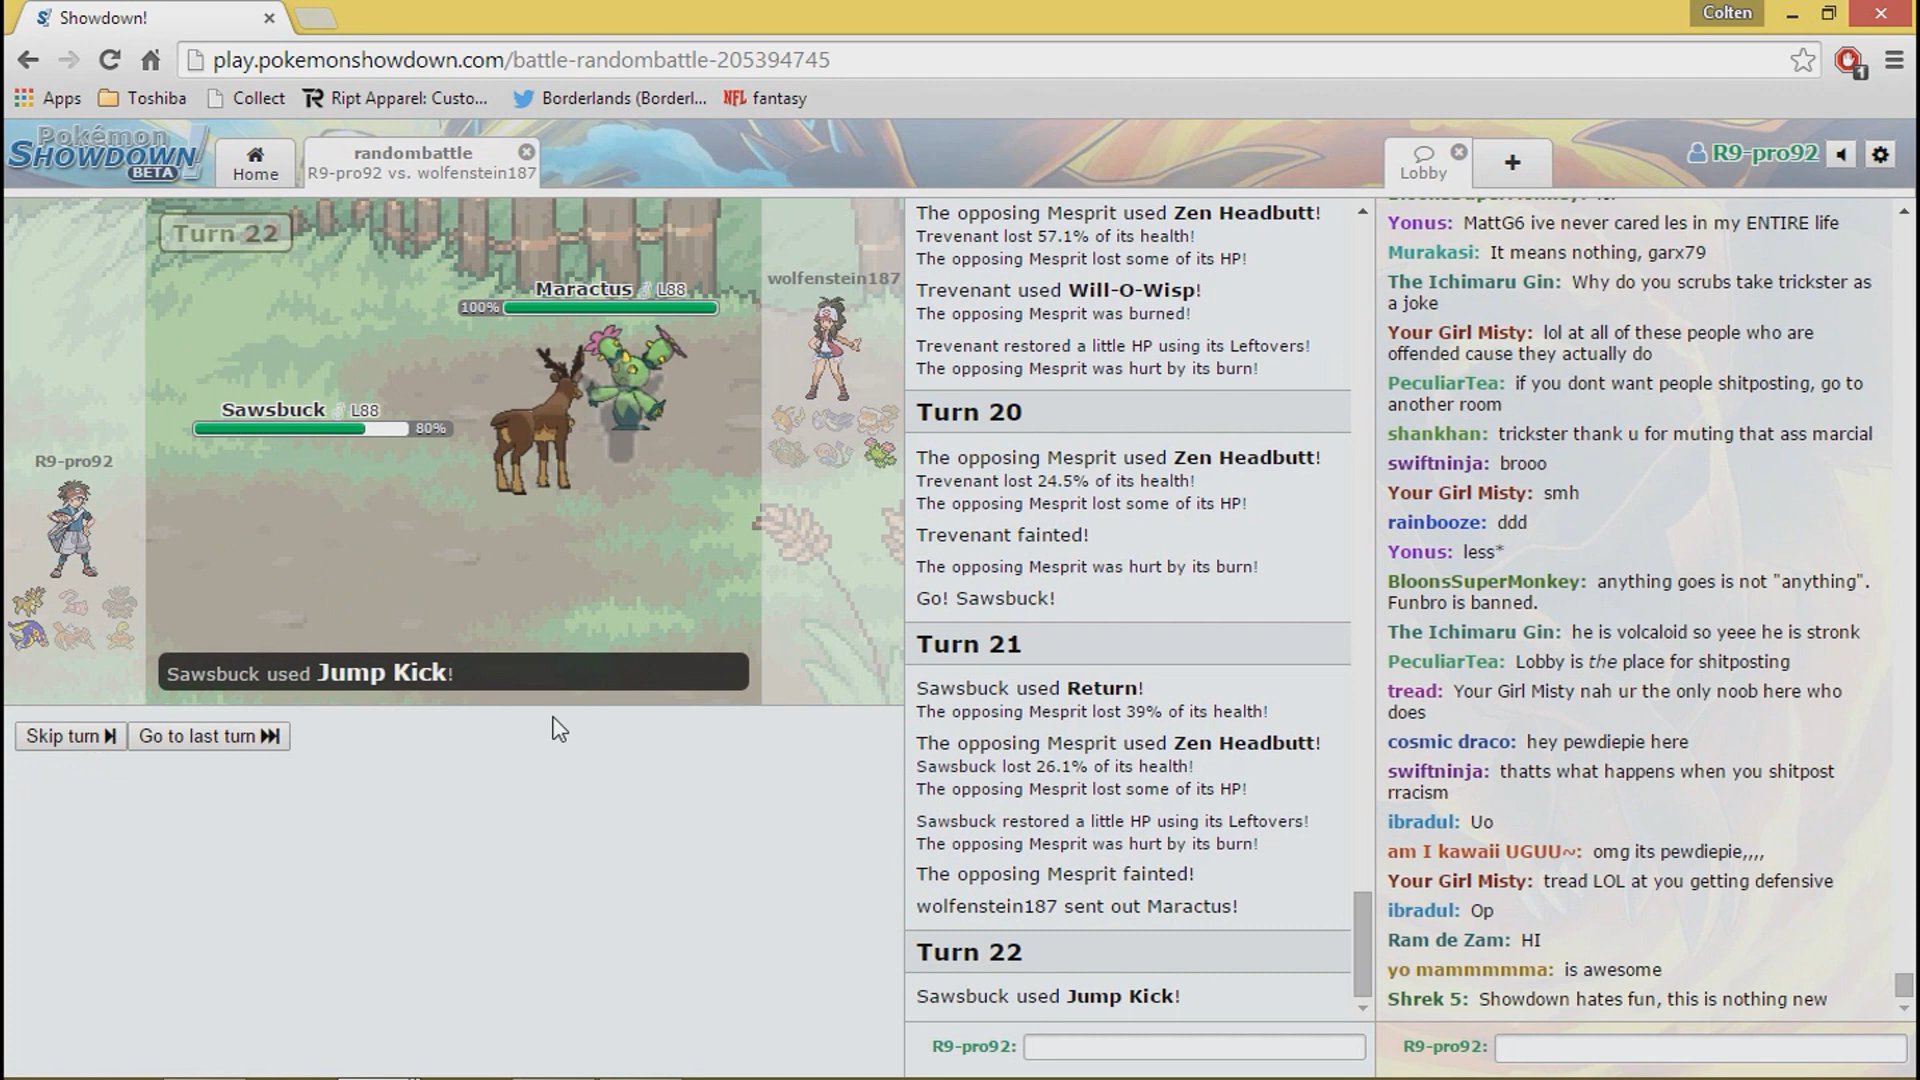 Showdown!
Colten
play.pokemonshowdown.com/battle-randombattle-205394745
1
Apps
Toshiba
Collect
Ript Apparel: Custo...
Borderlands (Borderl...
NFL fantasy
Pokémon
SHOWDOWN!
BETA
Home
randombattle
R9-pro92 vs. wolfenstein187
Lobby
+
R9-pro92
Turn 22
Maractus L88
100%
wolfenstein187
Sawsbuck L88
80%
R9-pro92
Sawsbuck used Jump Kick!
Skip turn
Go to last turn
The opposing Mesprit used Zen Headbutt!
Trevenant lost 57.1% of its health!
The opposing Mesprit lost some of its HP!
Trevenant used Will-O-Wisp!
The opposing Mesprit was burned!
Trevenant restored a little HP using its Leftovers!
The opposing Mesprit was hurt by its burn!
Turn 20
The opposing Mesprit used Zen Headbutt!
Trevenant lost 24.5% of its health!
The opposing Mesprit lost some of its HP!
Trevenant fainted!
The opposing Mesprit was hurt by its burn!
Go! Sawsbuck!
Turn 21
Sawsbuck used Return!
The opposing Mesprit lost 39% of its health!
The opposing Mesprit used Zen Headbutt!
Sawsbuck lost 26.1% of its health!
The opposing Mesprit lost some of its HP!
Sawsbuck restored a little HP using its Leftovers!
The opposing Mesprit was hurt by its burn!
The opposing Mesprit fainted!
wolfenstein187 sent out Maractus!
Turn 22
Sawsbuck used Jump Kick!
R9-pro92:
Yonus: MattG6 ive never cared les in my ENTIRE life
Murakasi: It means nothing, garx79
The Ichimaru Gin: Why do you scrubs take trickster as
a joke
Your Girl Misty: lol at all of these people who are
offended cause they actually do
PeculiarTea: if you dont want people shitposting, go to
another room
shankhan: trickster thank u for muting that ass marcial
swiftninja: brooo
Your Girl Misty: smh
rainbooze: ddd
Yonus: less*
BloonsSuperMonkey: anything goes is not "anything".
Funbro is banned.
The Ichimaru Gin: he is volcaloid so yeee he is stronk
PeculiarTea: Lobby is the place for shitposting
tread: Your Girl Misty nah ur the only noob here who
does
cosmic draco: hey pewdiepie here
swiftninja: thatts what happens when you shitpost
rracism
ibradul: Uo
am I kawaii UGUU~: omg its pewdiepie,,,,
Your Girl Misty: tread LOL at you getting defensive
ibradul: Op
Ram de Zam: HI
yo mammmmma: is awesome
Shrek 5: Showdown hates fun, this is nothing new
R9-pro92: